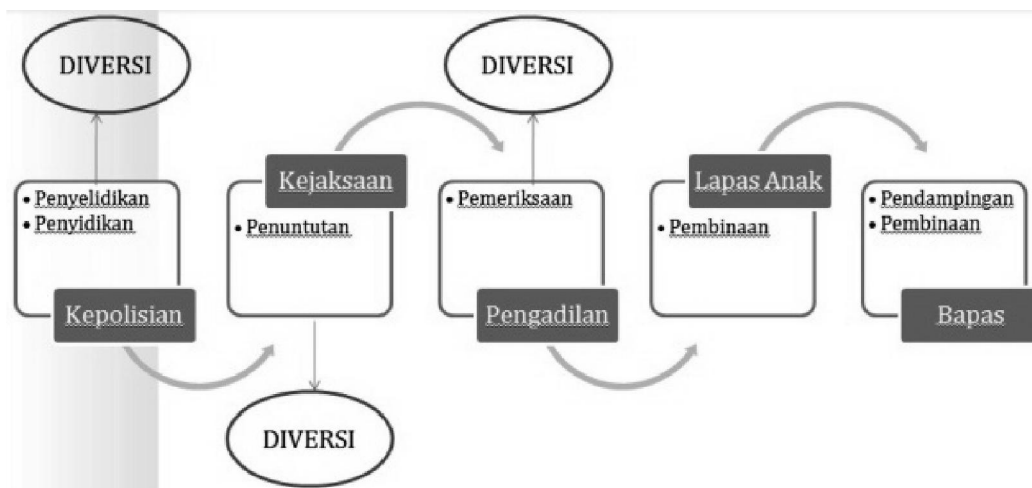 DIVERSI
• Penyelidikan
• Penyidikan
Kepolisian
Kejaksaan
• Penuntutan
DIVERSI
DIVERSI
• Pemeriksaan
Pengadilan
Lapas Anak
• Pembinaan
• Pendampingan
• Pembinaan
Bapas